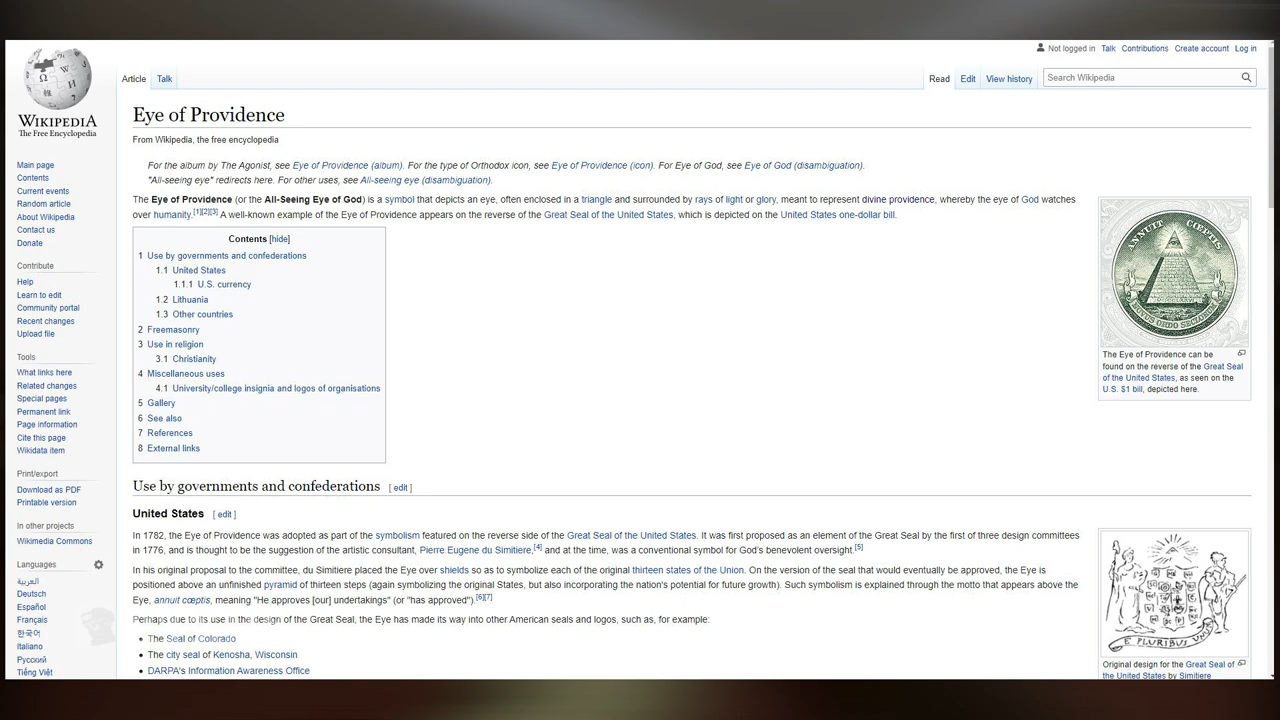 Not logged in Talk Contributions Create account Log in
Article Talk Read Edit View history Search Wikipedia
WIKIPEDIA
The Free Encyclopedia
Main page
Contents
Current events
Random article
About Wikipedia
Contact us
Donate
Contribute
Help
Learn to edit
Community portal
Recent changes
Upload file
Tools
What links here
Related changes
Special pages
Permanent link
Page information
Cite this page
Wikidata item
Print/export
Download as PDF
Printable version
In other projects
Wikimedia Commons
Languages
العربية
Deutsch
Español
Français
한국어
Italiano
Русский
Tiếng Việt
Eye of Providence
From Wikipedia, the free encyclopedia
For the album by The Agonist, see Eye of Providence (album). For the type of Orthodox icon, see Eye of Providence (icon). For Eye of God, see Eye of God (disambiguation).
"All-seeing eye" redirects here. For other uses, see All-seeing eye (disambiguation).
The Eye of Providence (or the All-Seeing Eye of God) is a symbol that depicts an eye, often enclosed in a triangle and surrounded by rays of light or glory, meant to represent divine providence, whereby the eye of God watches
over humanity.[1][2][3] A well-known example of the Eye of Providence appears on the reverse of the Great Seal of the United States, which is depicted on the United States one-dollar bill.
Contents [hide]
1 Use by governments and confederations
1.1 United States
1.1.1 U.S. currency
1.2 Lithuania
1.3 Other countries
2 Freemasonry
3 Use in religion
3.1 Christianity
4 Miscellaneous uses
4.1 University/college insignia and logos of organisations
5 Gallery
6 See also
7 References
8 External links
ANNUIT CŒPTIS
NOVUS ORDO SECLORUM
The Eye of Providence can be
found on the reverse of the Great Seal
of the United States, as seen on the
U.S. $1 bill, depicted here.
Use by governments and confederations [ edit ]
United States [ edit ]
In 1782, the Eye of Providence was adopted as part of the symbolism featured on the reverse side of the Great Seal of the United States. It was first proposed as an element of the Great Seal by the first of three design committees
in 1776, and is thought to be the suggestion of the artistic consultant, Pierre Eugene du Simitiere,[4] and at the time, was a conventional symbol for God's benevolent oversight.[5]
In his original proposal to the committee, du Simitiere placed the Eye over shields so as to symbolize each of the original thirteen states of the Union. On the version of the seal that would eventually be approved, the Eye is
positioned above an unfinished pyramid of thirteen steps (again symbolizing the original States, but also incorporating the nation's potential for future growth). Such symbolism is explained through the motto that appears above the
Eye, annuit cœptis, meaning "He approves [our] undertakings" (or "has approved").[6][7]
Perhaps due to its use in the design of the Great Seal, the Eye has made its way into other American seals and logos, such as, for example:
• The Seal of Colorado
• The city seal of Kenosha, Wisconsin
• DARPA's Information Awareness Office
E PLURIBUS UNUM
Original design for the Great Seal of
the United States by Simitiere